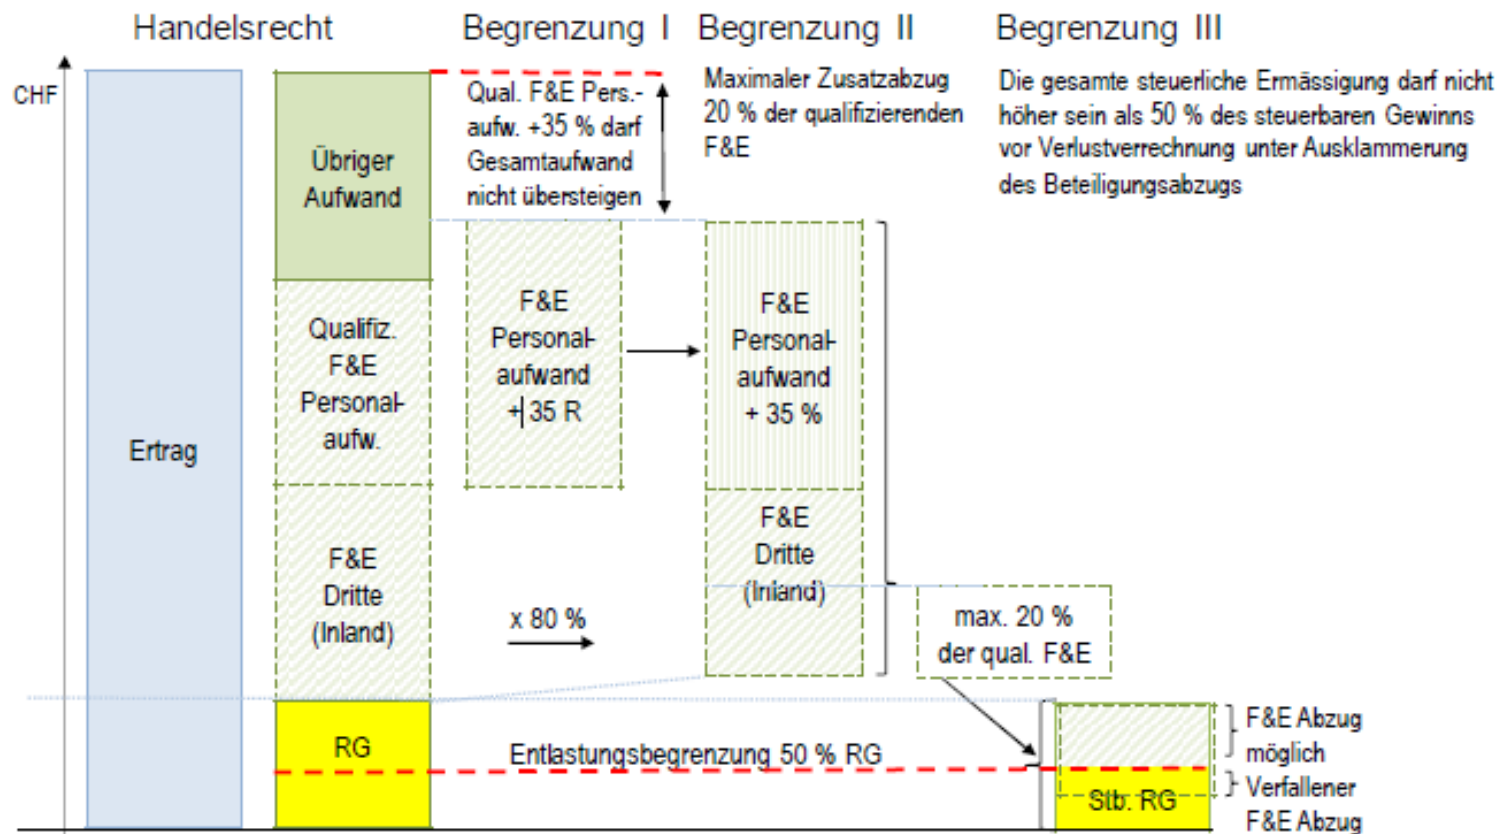 Handelsrecht
Begrenzung I
Begrenzung II
Begrenzung III
CHF
Ertrag
Übriger
Aufwand
Qualifiz.
F&E
Personal-
aufw.
F&E
Dritte
(Inland)
RG
Qual. F&E Pers.-
aufw. +35 % darf
Gesamtaufwand
nicht übersteigen
F&E
Personal-
aufwand
+ 35 R
x 80 %
Maximaler Zusatzabzug
20 % der qualifizierenden
F&E
F&E
Personal-
aufwand
+ 35 %
F&E
Dritte
(Inland)
Die gesamte steuerliche Ermässigung darf nicht
höher sein als 50 % des steuerbaren Gewinns
vor Verlustverrechnung unter Ausklammerung
des Beteiligungsabzugs
max. 20 %
der qual. F&E
Entlastungsbegrenzung 50 % RG
Stb. RG
F&E Abzug
möglich
Verfallener
F&E Abzug